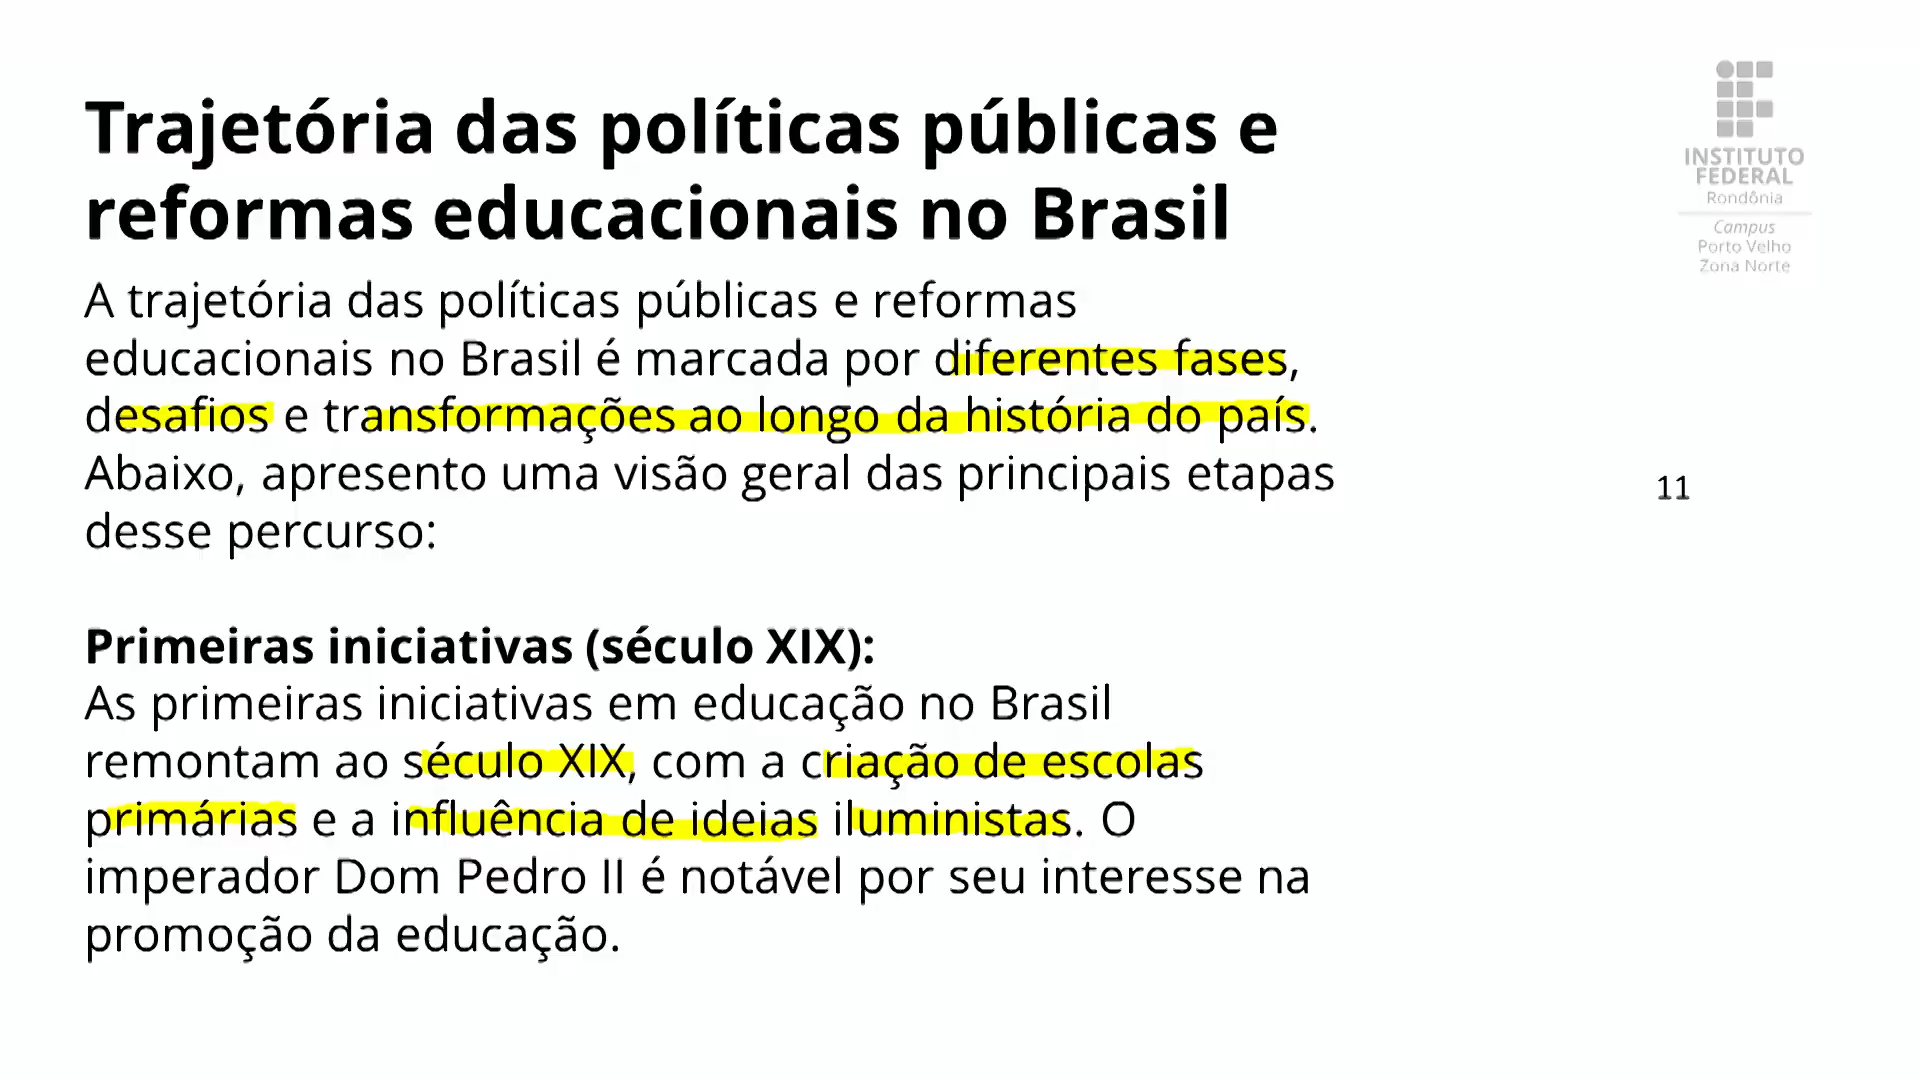 Trajetória das políticas públicas e
reformas educacionais no Brasil
A trajetória das políticas públicas e reformas
educacionais no Brasil é marcada por diferentes fases,
desafios e transformações ao longo da história do país.
Abaixo, apresento uma visão geral das principais etapas
desse percurso:
Primeiras iniciativas (século XIX):
As primeiras iniciativas em educação no Brasil
remontam ao século XIX, com a criação de escolas
primárias e a influência de ideias iluministas. O
imperador Dom Pedro II é notável por seu interesse na
promoção da educação.
INSTITUTO
FEDERAL
Rondônia
Campus
Porto Velho
Zona Norte
11